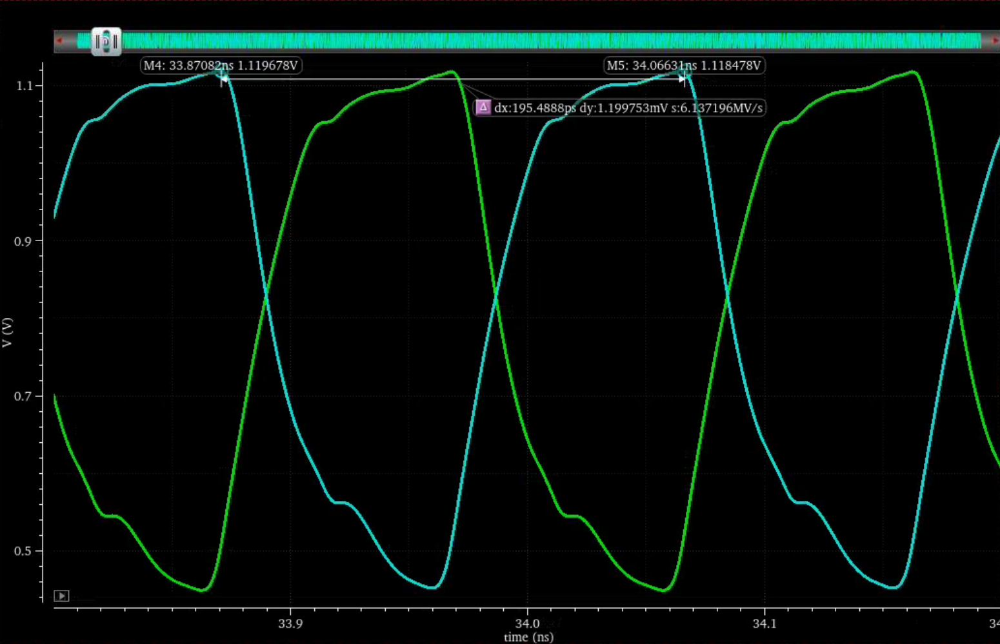 M4: 33.87082ns 1.119678V
M5: 34.06631ns 1.118478V
Δ dx:195.4888ps dy:1.199753mV s:6.137196MV/s
1.1
0.9
0.7
0.5
V (V)
33.9
34.0
34.1
time (ns)